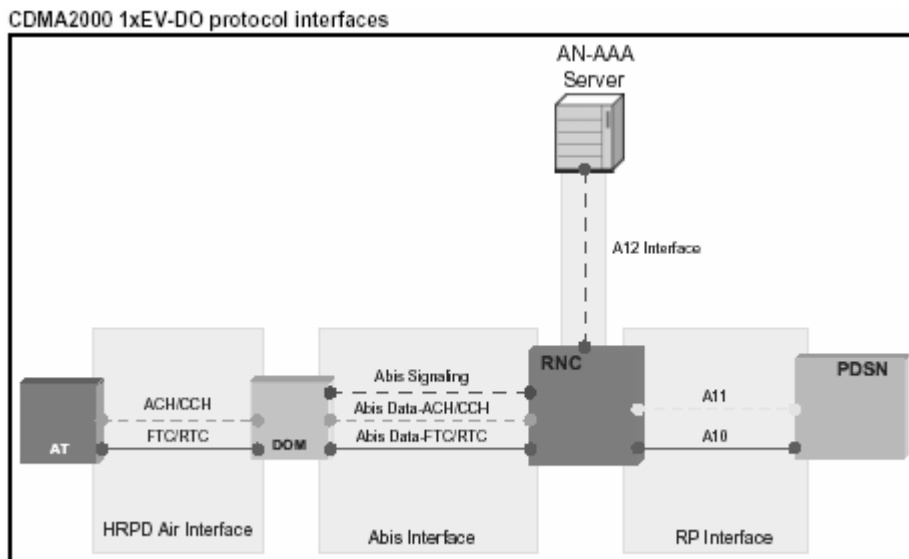 CDMA2000 1xEV-DO protocol interfaces
AN-AAA
Server
A12 Interface
RNC
PDSN
Abis Signaling
ACH/CCH
Abis Data-ACH/CCH
A11
FTC/RTC
Abis Data-FTC/RTC
A10
AT
DOM
HRPD Air Interface
Abis Interface
RP Interface